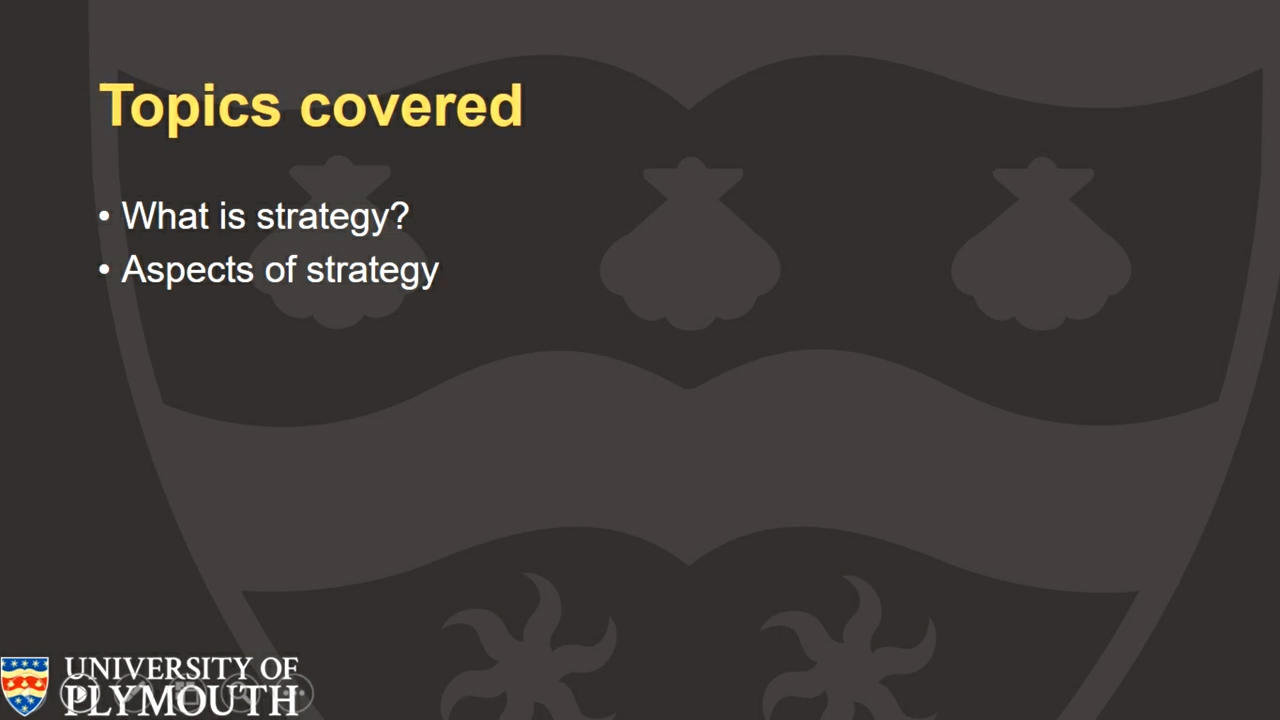 Topics covered
• What is strategy?
• Aspects of strategy
UNIVERSITY OF
PLYMOUTH